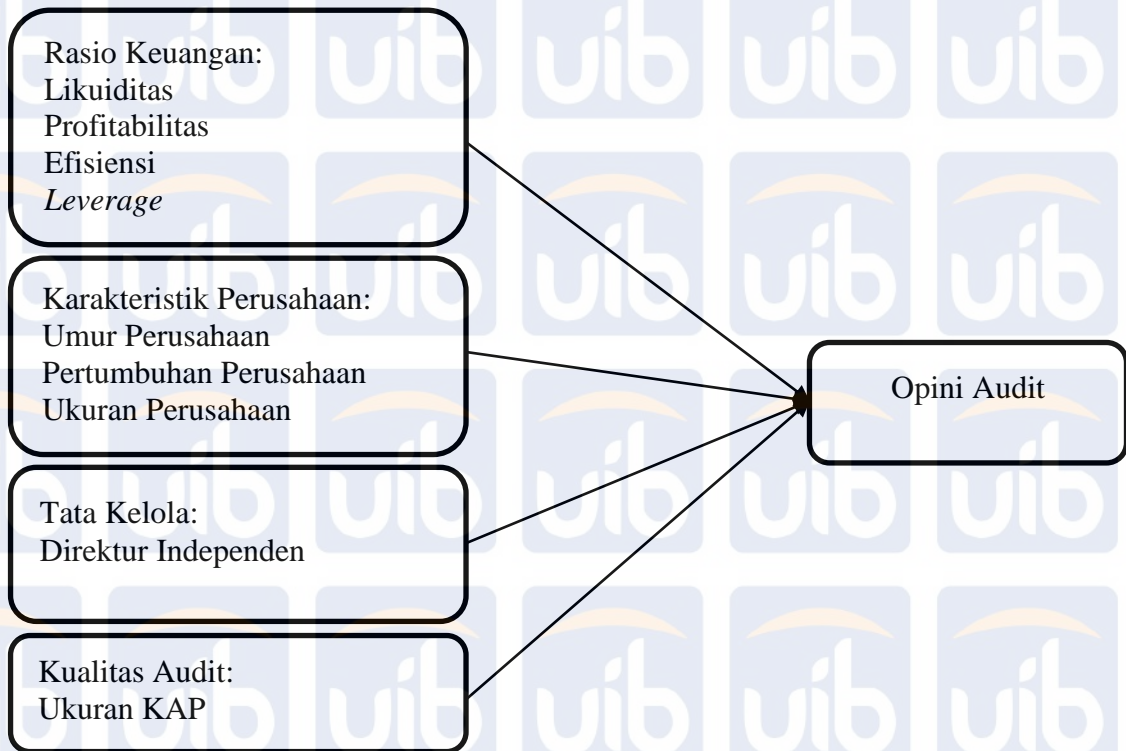 Rasio Keuangan:
Likuiditas
Profitabilitas
Efisiensi
Leverage
Karakteristik Perusahaan:
Umur Perusahaan
Pertumbuhan Perusahaan
Ukuran Perusahaan
Opini Audit
Tata Kelola:
Direktur Independen
Kualitas Audit:
Ukuran KAP
uib